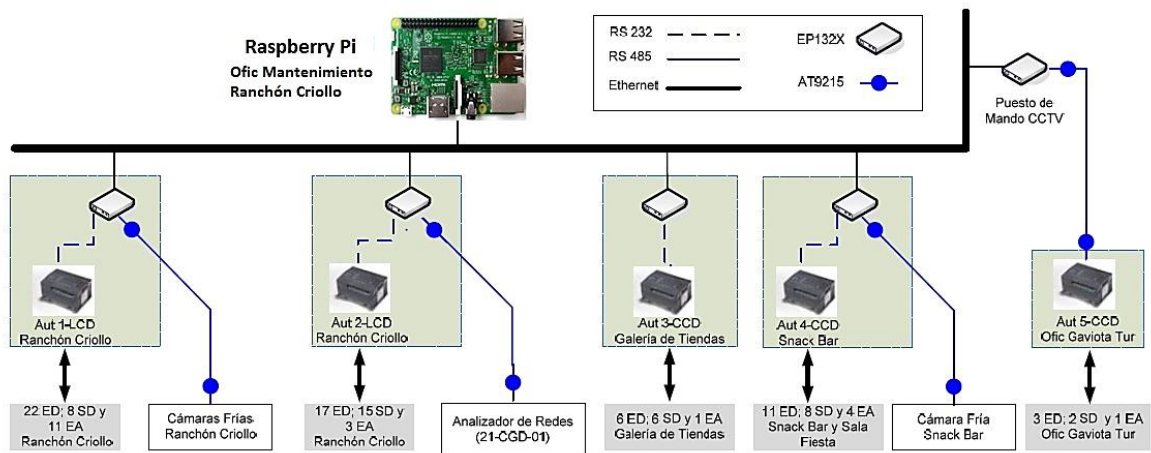 Raspberry Pi
Ofic Mantenimiento
Ranchón Criollo
RS 232
RS 485
Ethernet
EP132X
AT9215
Puesto de
Mando CCTV
Aut 1-LCD
Ranchón Criollo
Aut 2-LCD
Ranchón Criollo
Aut 3-CCD
Galería de Tiendas
Aut 4-CCD
Snack Bar
Aut 5-CCD
Ofic Gaviota Tur
22 ED; 8 SD y
11 EA
Ranchón Criollo
Cámaras Frías
Ranchón Criollo
17 ED; 15 SD y
3 EA
Ranchón Criollo
Analizador de Redes
(21-CGD-01)
6 ED; 6 SD y 1 EA
Galería de Tiendas
11 ED; 8 SD y 4 EA
Snack Bar y Sala
Fiesta
Cámara Fría
Snack Bar
3 ED; 2 SD y 1 EA
Ofic Gaviota Tur